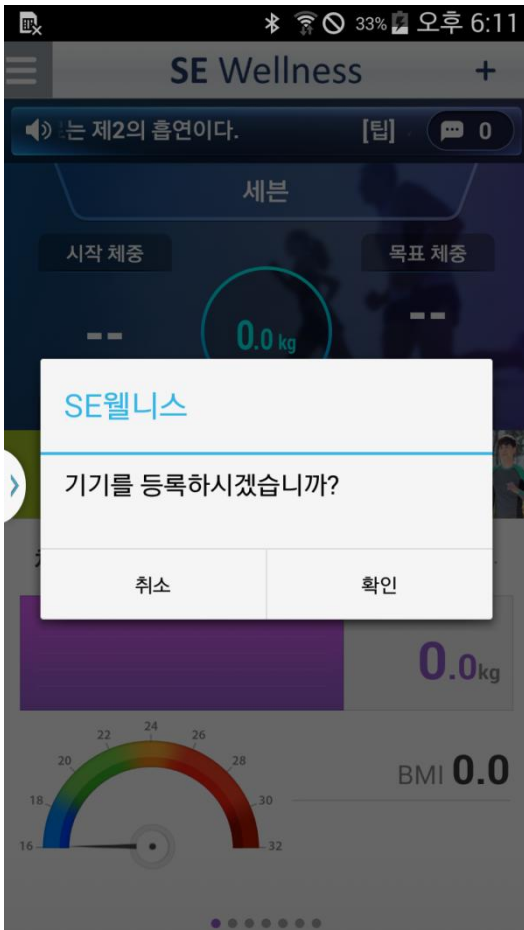 33% 오후 6:11
SE Wellness +
는 제2의 흡연이다. [팁] 0
세븐
시작 체중 목표 체중
-- --
0.0 kg
SE웰니스
기기를 등록하시겠습니까?
취소 확인
0.0kg
16 18 20 22 24 26 28 30 32
BMI 0.0